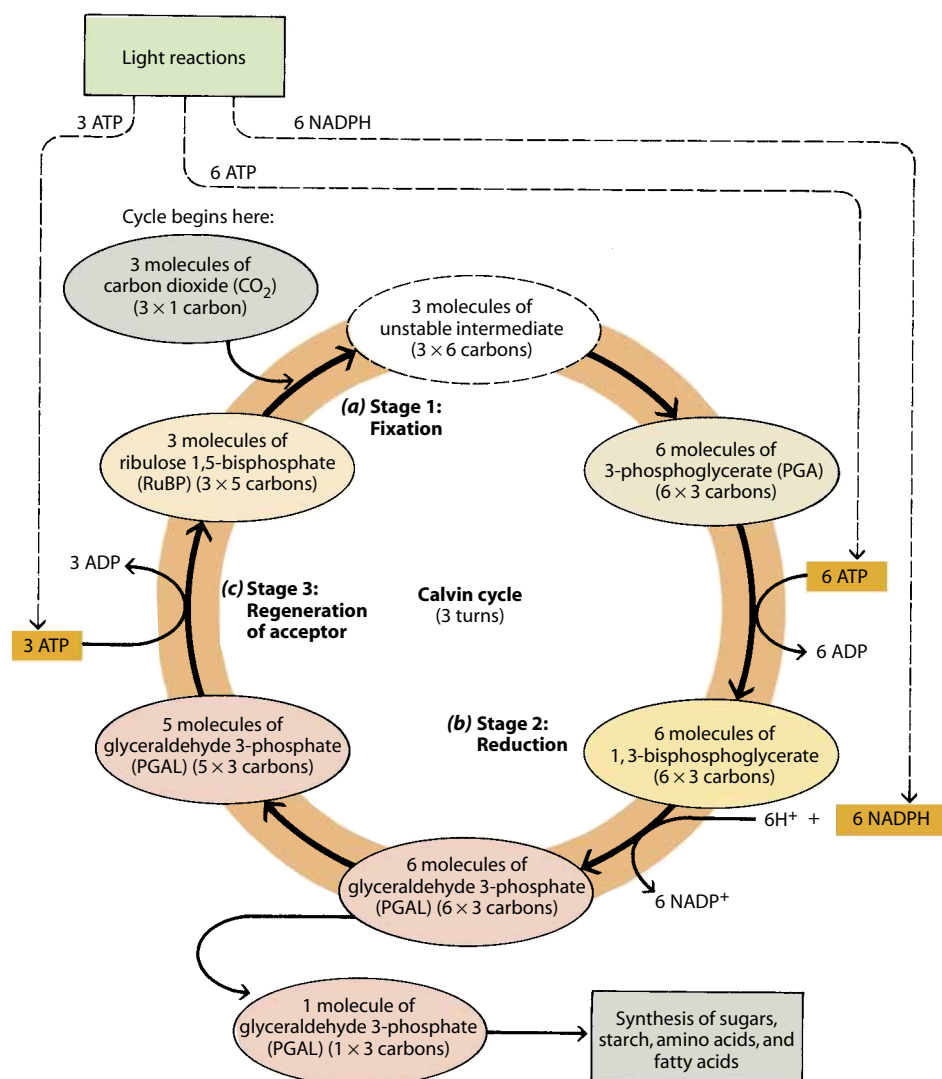 Light reactions
3 ATP
6 NADPH
6 ATP
Cycle begins here:
3 molecules of
carbon dioxide (CO₂)
(3 × 1 carbon)
3 molecules of
unstable intermediate
(3 × 6 carbons)
(a) Stage 1:
Fixation
3 molecules of
ribulose 1,5-bisphosphate
(RuBP) (3 × 5 carbons)
6 molecules of
3-phosphoglycerate (PGA)
(6 × 3 carbons)
3 ADP
(c) Stage 3:
Regeneration
of acceptor
Calvin cycle
(3 turns)
6 ATP
3 ATP
6 ADP
5 molecules of
glyceraldehyde 3-phosphate
(PGAL) (5 × 3 carbons)
(b) Stage 2:
Reduction
6 molecules of
1, 3-bisphosphoglycerate
(6 × 3 carbons)
6H⁺ + 6 NADPH
6 molecules of
glyceraldehyde 3-phosphate
(PGAL) (6 × 3 carbons)
6 NADP⁺
1 molecule of
glyceraldehyde 3-phosphate
(PGAL) (1 × 3 carbons)
Synthesis of sugars,
starch, amino acids, and
fatty acids